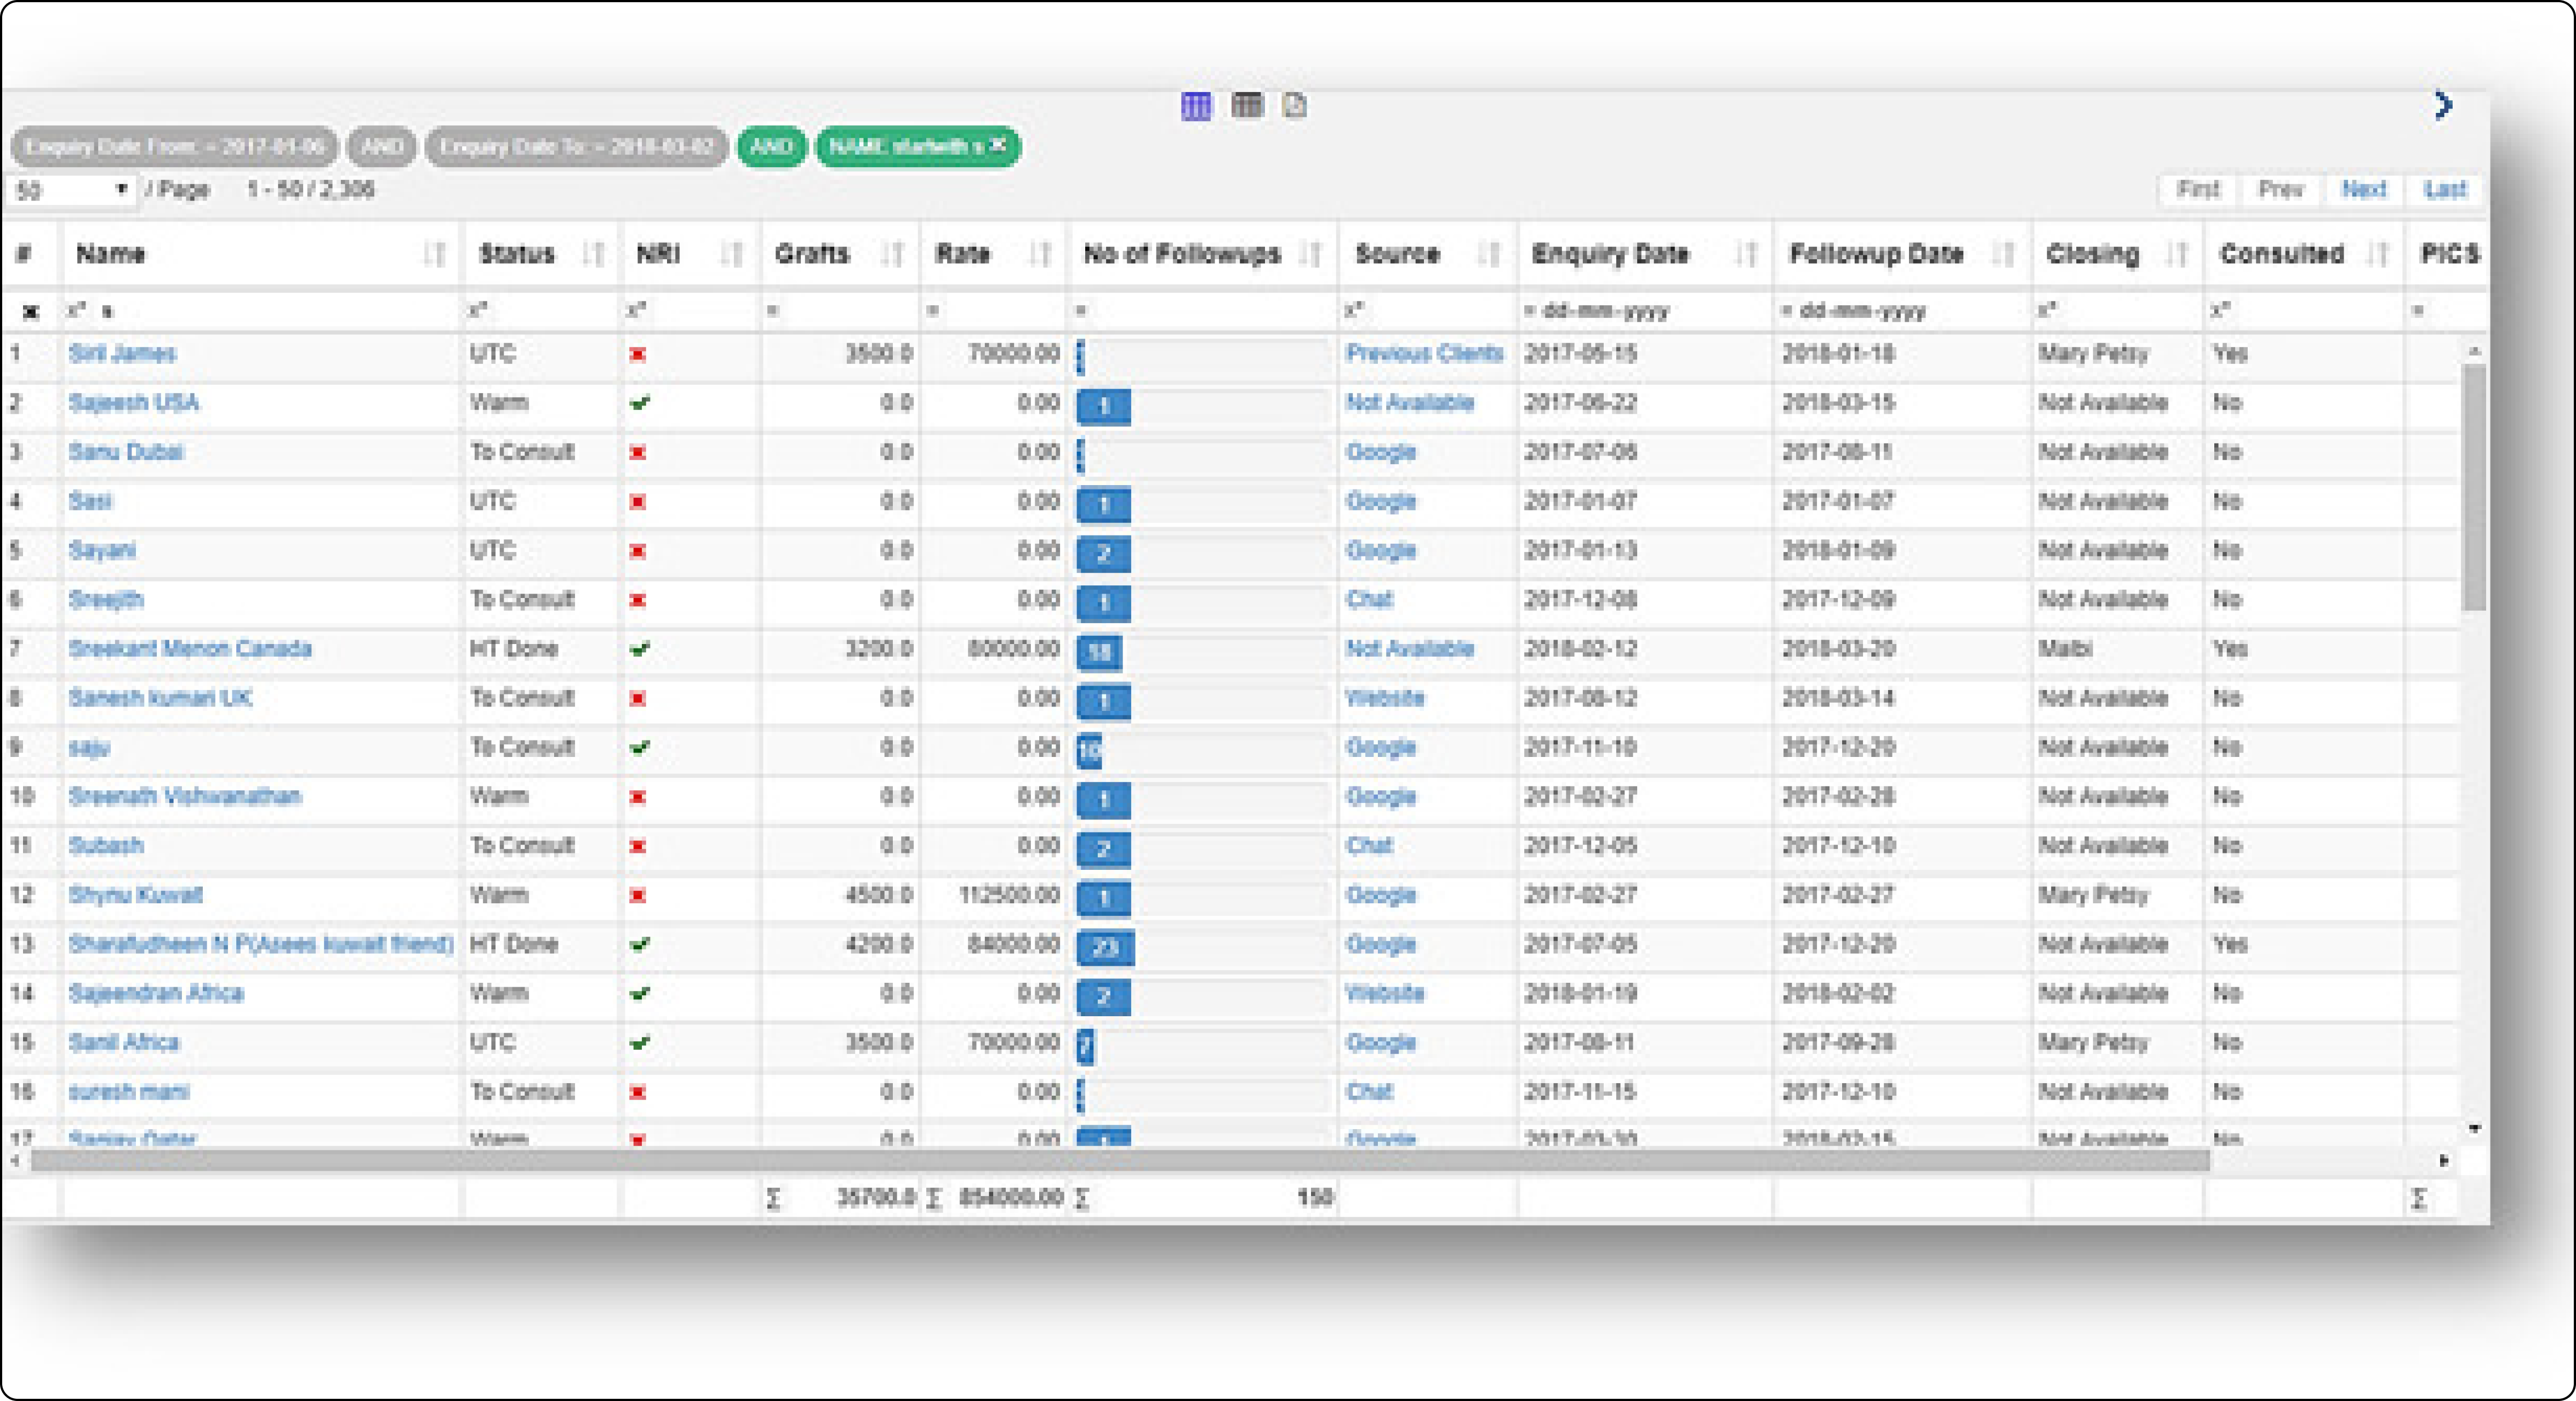 Enquiry Date From: = 2017-01-06 AND Enquiry Date To: = 2018-03-02 AND NAME startwith s ×
50 / Page 1 - 50 / 2,306 First Prev Next Last
# Name Status NRI Grafts Rate No of Followups Source Enquiry Date Followup Date Closing Consulted PICS
s = = = = dd-mm-yyyy = dd-mm-yyyy =
1 Siril James UTC 3500.0 70000.00 Previous Clients 2017-05-15 2018-01-18 Mary Petsy Yes
2 Sajeesh USA Warm 0.0 0.00 1 Not Available 2017-06-22 2018-03-15 Not Available No
3 Sanu Dubai To Consult 0.0 0.00 Google 2017-07-06 2017-08-11 Not Available No
4 Sasi UTC 0.0 0.00 1 Google 2017-01-07 2017-01-07 Not Available No
5 Sayani UTC 0.0 0.00 2 Google 2017-01-13 2018-01-09 Not Available No
6 Sreejith To Consult 0.0 0.00 1 Chat 2017-12-08 2017-12-09 Not Available No
7 Sreekant Menon Canada HT Done 3200.0 80000.00 18 Not Available 2018-02-12 2018-03-20 Maibi Yes
8 Sanesh kumari UK To Consult 0.0 0.00 1 Website 2017-08-12 2018-03-14 Not Available No
9 saju To Consult 0.0 0.00 10 Google 2017-11-10 2017-12-20 Not Available No
10 Sreenath Vishwanathan Warm 0.0 0.00 1 Google 2017-02-27 2017-02-28 Not Available No
11 Subash To Consult 0.0 0.00 2 Chat 2017-12-05 2017-12-10 Not Available No
12 Shynu Kuwait Warm 4500.0 112500.00 1 Google 2017-02-27 2017-02-27 Mary Petsy No
13 Sharafudheen N P(Asees kuwait friend) HT Done 4200.0 84000.00 23 Google 2017-07-05 2017-12-20 Not Available Yes
14 Sajeendran Africa Warm 0.0 0.00 2 Website 2018-01-19 2018-02-02 Not Available No
15 Sanil Africa UTC 3500.0 70000.00 7 Google 2017-08-11 2017-09-28 Mary Petsy No
16 suresh mani To Consult 0.0 0.00 Chat 2017-11-15 2017-12-10 Not Available No
17 Sanjay Qatar Warm 0.0 0.00 Google 2017-03-30 2018-02-15 Not Available No
Σ 35700.0 Σ 854000.00 Σ 150 Σ